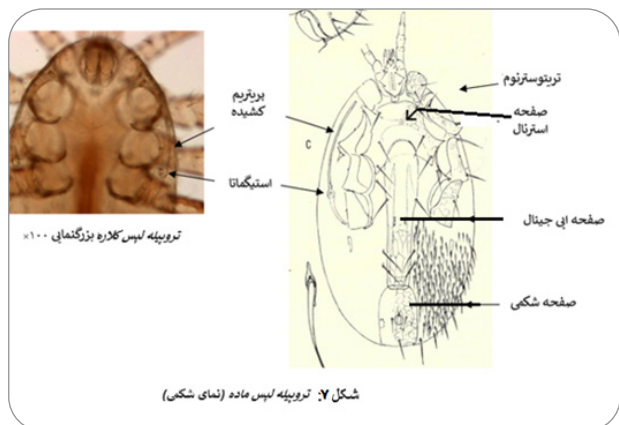 تریتوسترنوم
پریتریم
کشیده
صفحه
استرنال
C
استیگماتا
صفحه اپی جینال
تروپیله لپس کلاره بزرگنمایی ۱۰۰×
صفحه شکمی
شکل ۷: تروپیله لپس ماده (نمای شکمی)